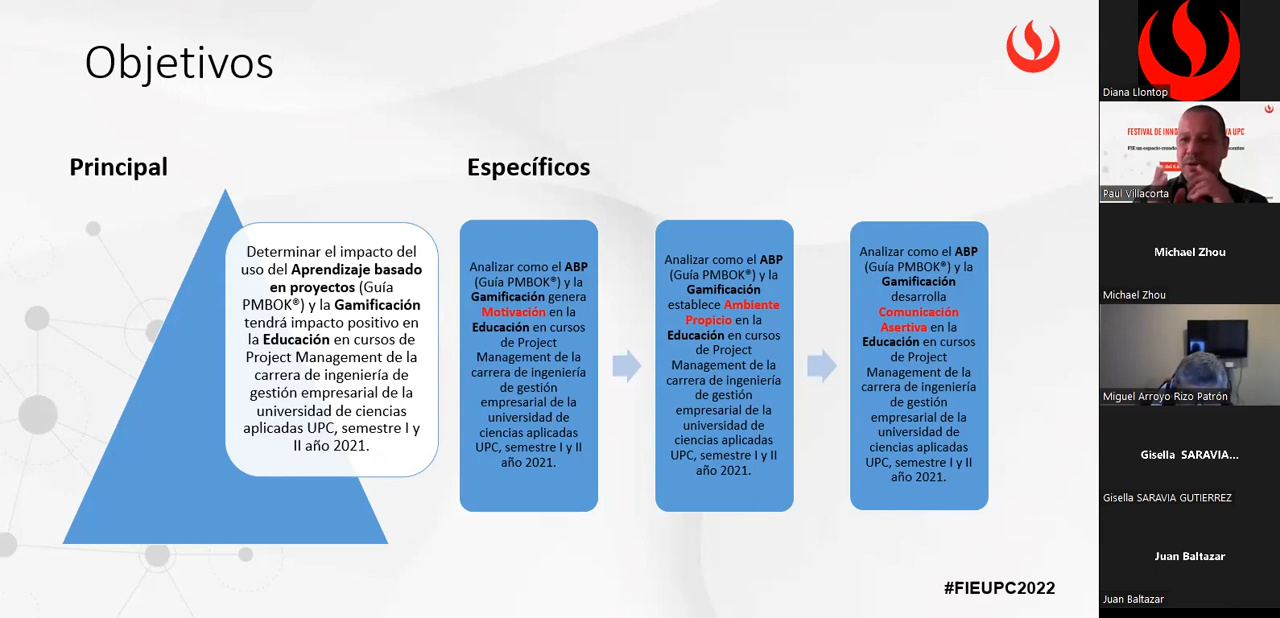 Objetivos
Principal
Determinar el impacto del
uso del Aprendizaje basado
en proyectos (Guía
PMBOK®) y la Gamificación
tendrá impacto positivo en
la Educación en cursos de
Project Management de la
carrera de ingeniería de
gestión empresarial de la
universidad de ciencias
aplicadas UPC, semestre I y
II año 2021.
Específicos
Analizar como el ABP
(Guía PMBOK®) y la
Gamificación genera
Motivación en la
Educación en cursos
de Project
Management de la
carrera de ingeniería
de gestión
empresarial de la
universidad de
ciencias aplicadas
UPC, semestre I y II
año 2021.
Analizar como el ABP
(Guía PMBOK®) y la
Gamificación
establece Ambiente
Propicio en la
Educación en cursos
de Project
Management de la
carrera de ingeniería
de gestión
empresarial de la
universidad de
ciencias aplicadas
UPC, semestre I y II
año 2021.
Analizar como el ABP
(Guía PMBOK®) y la
Gamificación
desarrolla
Comunicación
Asertiva en la
Educación en cursos
de Project
Management de la
carrera de ingeniería
de gestión
empresarial de la
universidad de
ciencias aplicadas
UPC, semestre I y II
año 2021.
#FIEUPC2022
Diana Llontop
FESTIVAL DE UPC
FIE un espacio
Paul Villacorta
Michael Zhou
Michael Zhou
Miguel Arroyo Rizo Patrón
Gisella SARAVIA...
Gisella SARAVIA GUTIERREZ
Juan Baltazar
Juan Baltazar